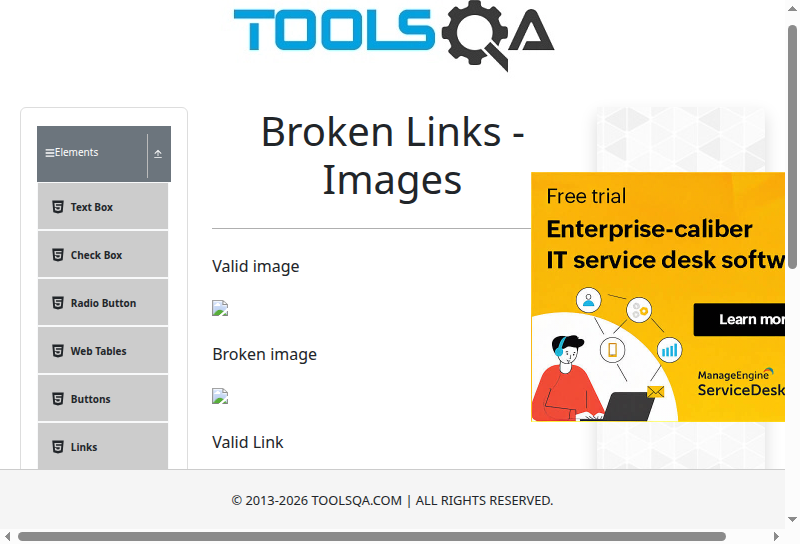 TOOLSQA
Elements
Text Box
Check Box
Radio Button
Web Tables
Buttons
Links
Broken Links -
Images
Valid image
Broken image
Valid Link
Free trial
Enterprise-caliber
IT service desk softw
Learn mor
ManageEngine
ServiceDesk
© 2013-2026 TOOLSQA.COM | ALL RIGHTS RESERVED.